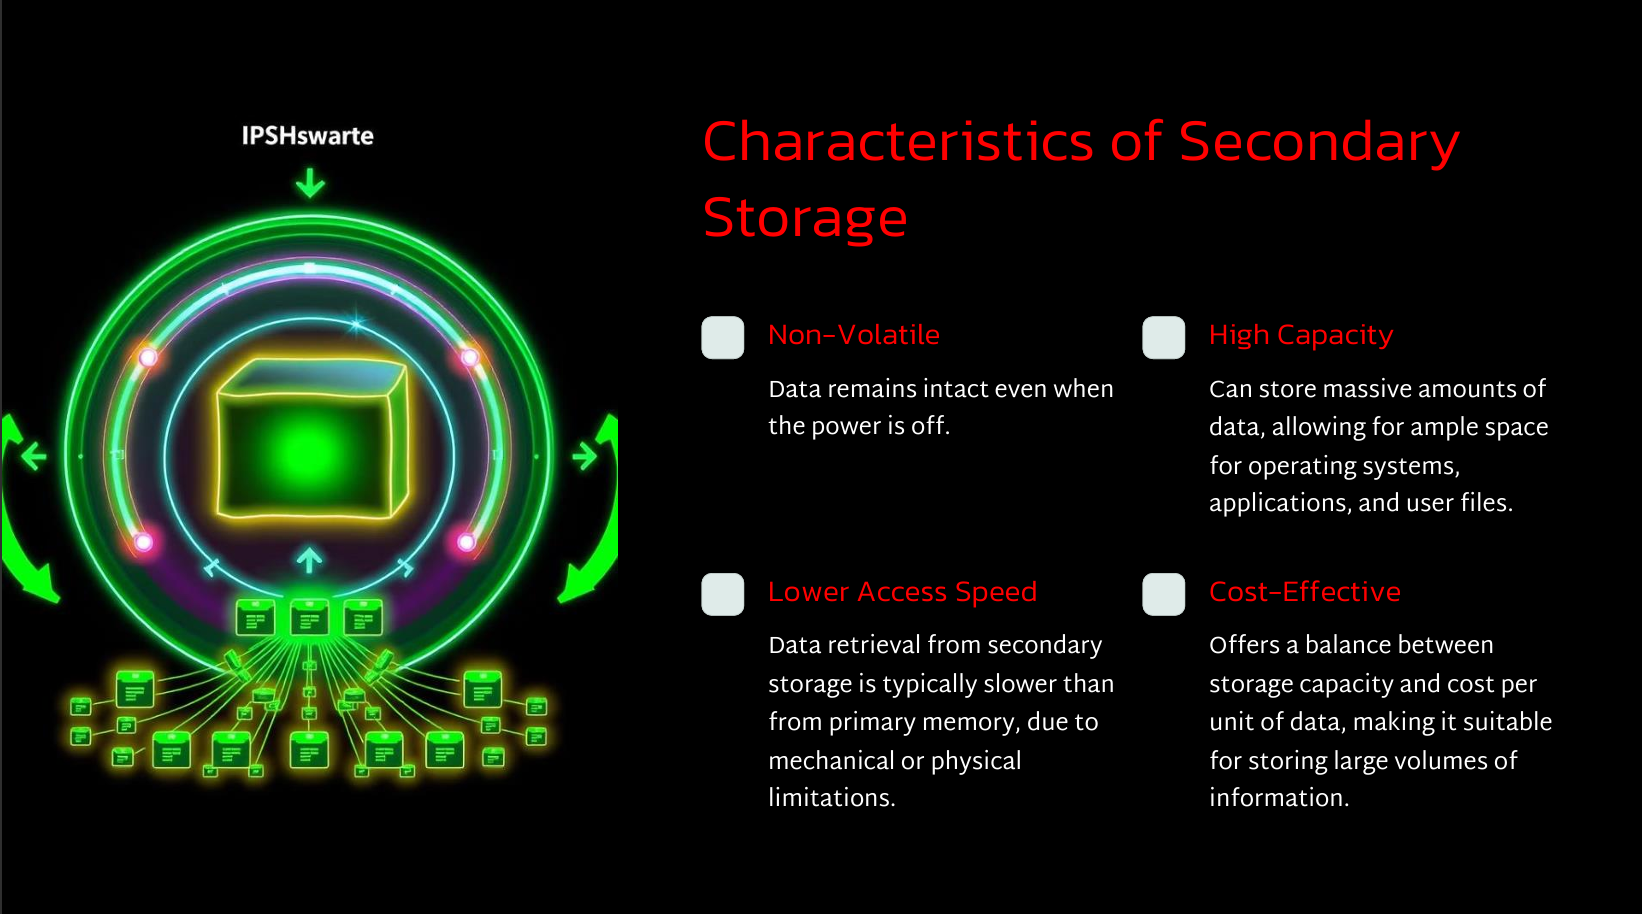 IPSHswarte
Characteristics of Secondary
Storage
Non-Volatile
Data remains intact even when
the power is off.
High Capacity
Can store massive amounts of
data, allowing for ample space
for operating systems,
applications, and user files.
Lower Access Speed
Data retrieval from secondary
storage is typically slower than
from primary memory, due to
mechanical or physical
limitations.
Cost-Effective
Offers a balance between
storage capacity and cost per
unit of data, making it suitable
for storing large volumes of
information.